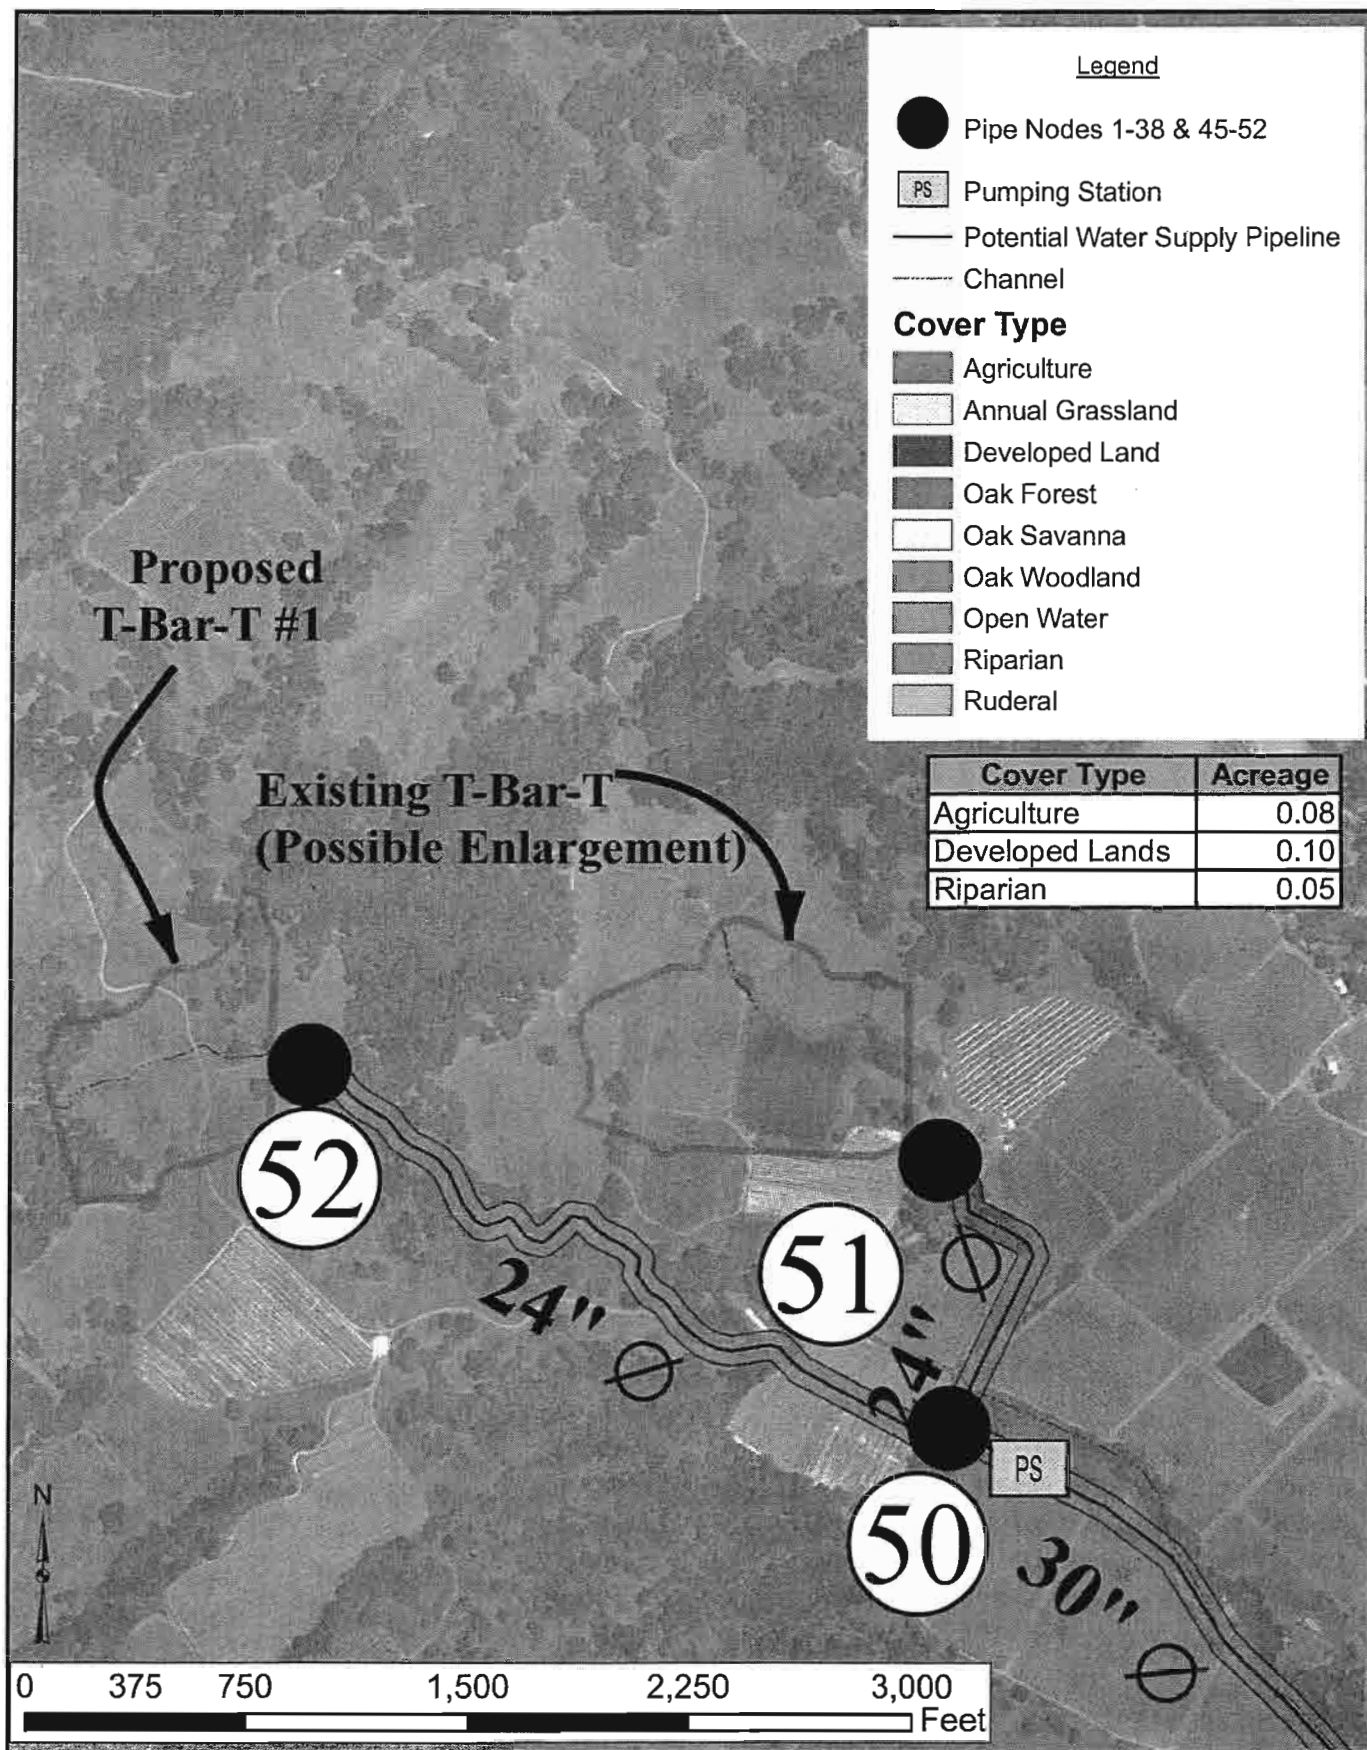 Legend
Pipe Nodes 1-38 & 45-52
PS Pumping Station
Potential Water Supply Pipeline
Channel
Cover Type
Agriculture
Annual Grassland
Developed Land
Oak Forest
Oak Savanna
Oak Woodland
Open Water
Riparian
Ruderal
Cover Type Acreage
Agriculture 0.08
Developed Lands 0.10
Riparian 0.05
Proposed
T-Bar-T #1
Existing T-Bar-T
(Possible Enlargement)
52
51
24"
24"
50
PS
30"
N
0 375 750 1,500 2,250 3,000
Feet